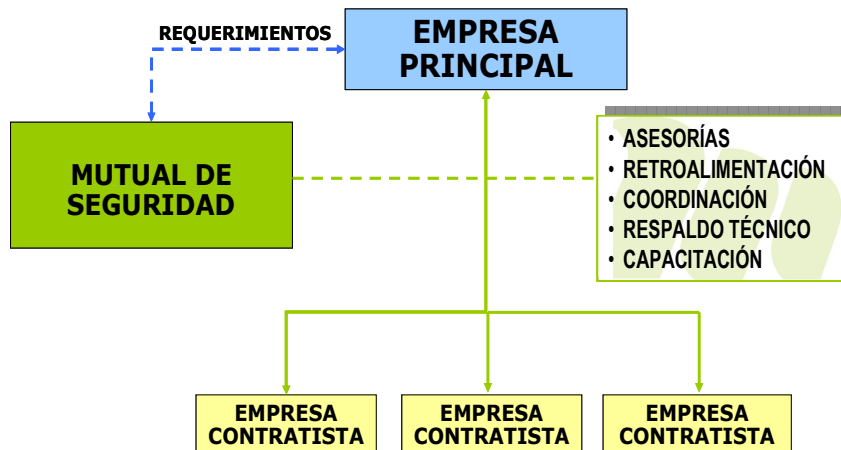 REQUERIMIENTOS
EMPRESA
PRINCIPAL
MUTUAL DE
SEGURIDAD
• ASESORÍAS
• RETROALIMENTACIÓN
• COORDINACIÓN
• RESPALDO TÉCNICO
• CAPACITACIÓN
EMPRESA
CONTRATISTA
EMPRESA
CONTRATISTA
EMPRESA
CONTRATISTA